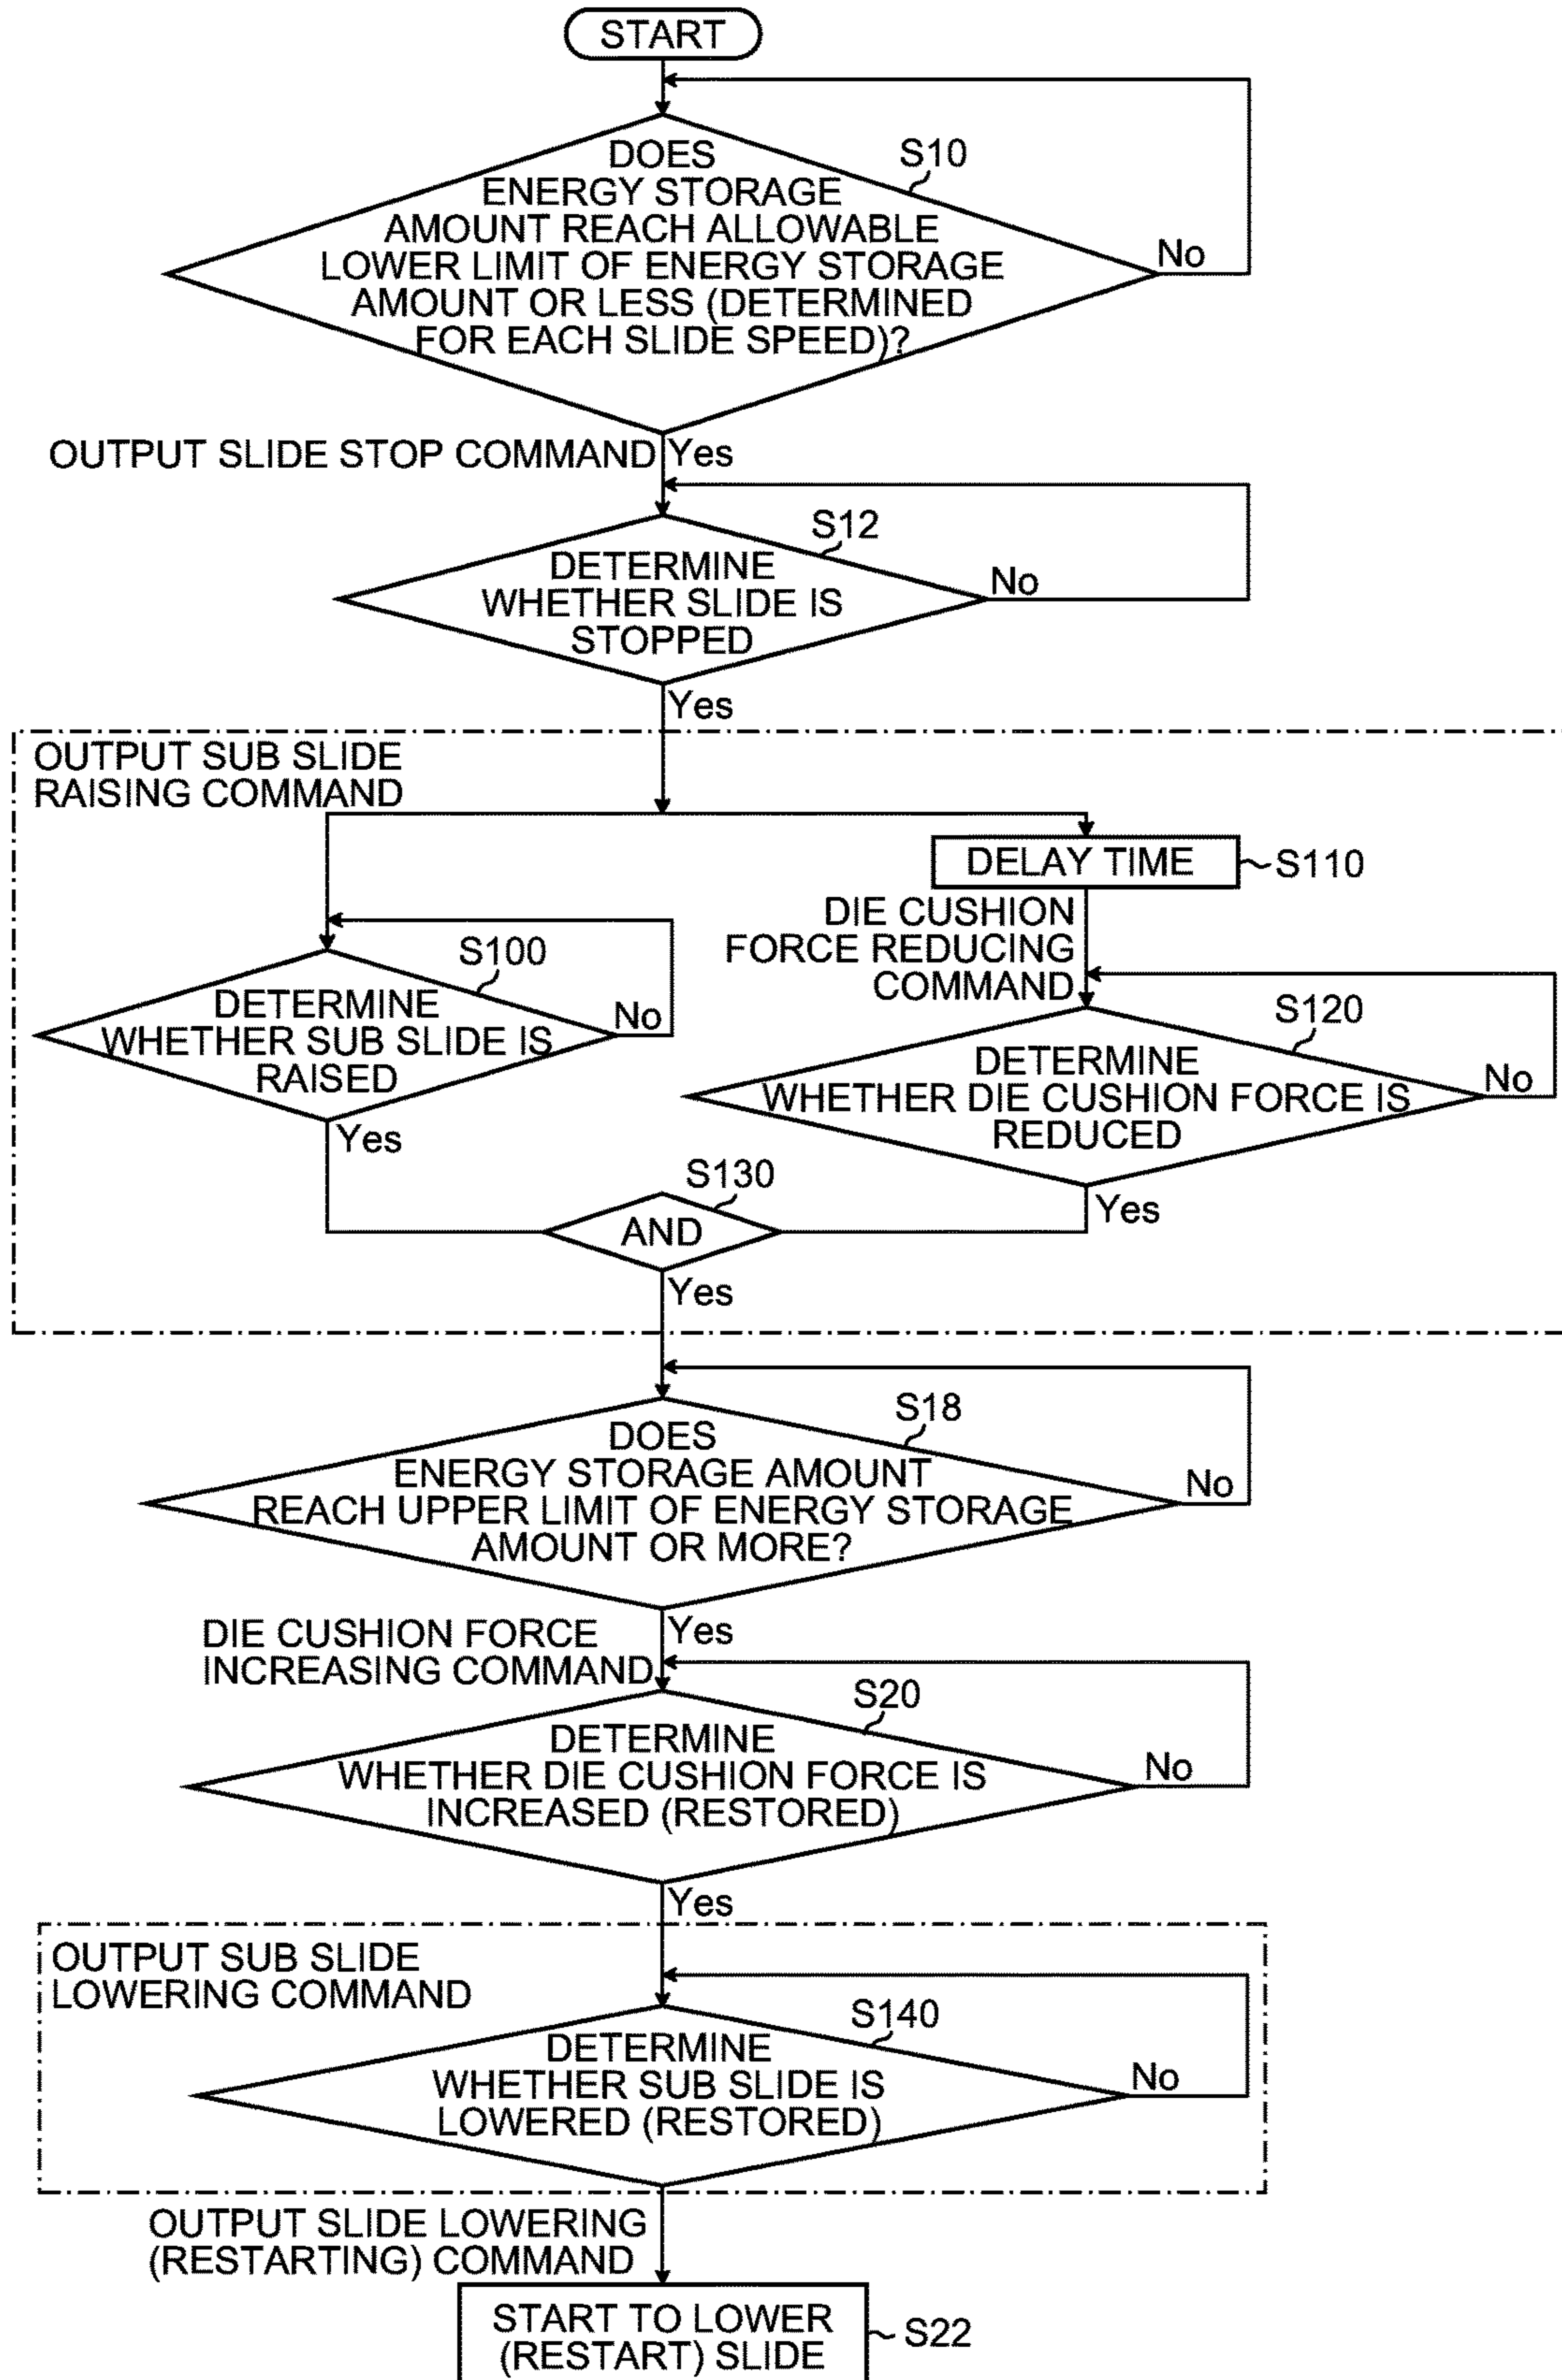 START
DOES
ENERGY STORAGE
AMOUNT REACH ALLOWABLE
LOWER LIMIT OF ENERGY STORAGE
AMOUNT OR LESS (DETERMINED
FOR EACH SLIDE SPEED)?
S10
No
OUTPUT SLIDE STOP COMMAND
Yes
S12
DETERMINE
WHETHER SLIDE IS
STOPPED
No
Yes
OUTPUT SUB SLIDE
RAISING COMMAND
DELAY TIME
S110
DIE CUSHION
FORCE REDUCING
COMMAND
S100
DETERMINE
WHETHER SUB SLIDE IS
RAISED
No
Yes
S120
DETERMINE
WHETHER DIE CUSHION FORCE IS
REDUCED
No
Yes
S130
AND
Yes
S18
DOES
ENERGY STORAGE AMOUNT
REACH UPPER LIMIT OF ENERGY STORAGE
AMOUNT OR MORE?
No
Yes
DIE CUSHION FORCE
INCREASING COMMAND
S20
DETERMINE
WHETHER DIE CUSHION FORCE IS
INCREASED (RESTORED)
No
Yes
OUTPUT SUB SLIDE
LOWERING COMMAND
S140
DETERMINE
WHETHER SUB SLIDE IS
LOWERED (RESTORED)
No
OUTPUT SLIDE LOWERING
(RESTARTING) COMMAND
START TO LOWER
(RESTART) SLIDE
S22